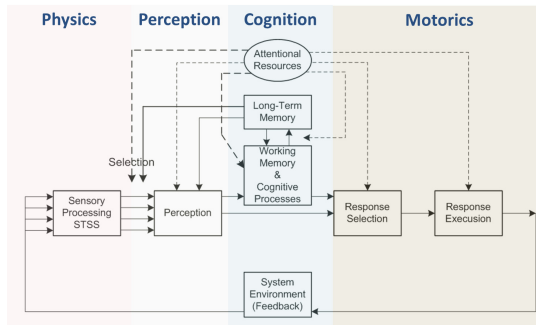 Physics
Perception
Cognition
Motorics
Attentional
Resources
Long-Term
Memory
Selection
Working
Memory
&
Cognitive
Processes
Sensory
Processing
STSS
Perception
Response
Selection
Response
Execution
System
Environment
(Feedback)